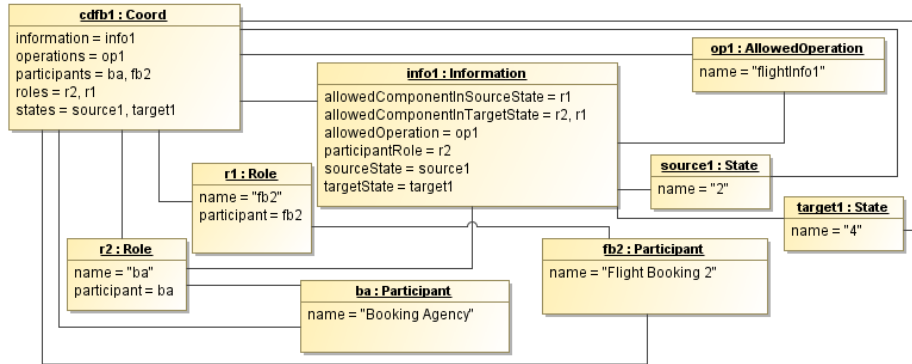 cdfb1 : Coord
information = info1
operations = op1
participants = ba, fb2
roles = r2, r1
states = source1, target1
op1 : AllowedOperation
name = "flightInfo1"
info1 : Information
allowedComponentInSourceState = r1
allowedComponentInTargetState = r2, r1
allowedOperation = op1
participantRole = r2
sourceState = source1
targetState = target1
r1 : Role
name = "fb2"
participant = fb2
source1 : State
name = "2"
target1 : State
name = "4"
r2 : Role
name = "ba"
participant = ba
fb2 : Participant
name = "Flight Booking 2"
ba : Participant
name = "Booking Agency"